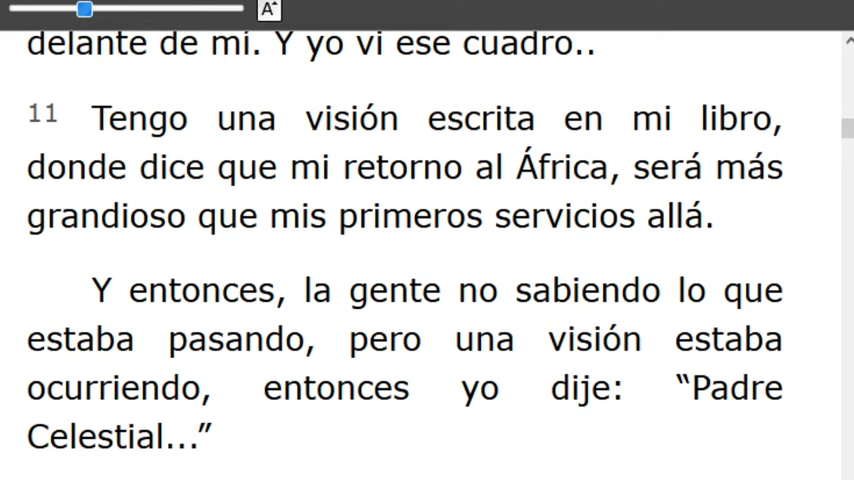 A
delante de mí. Y yo vi ese cuadro..
11 Tengo una visión escrita en mi libro,
donde dice que mi retorno al África, será más
grandioso que mis primeros servicios allá.
Y entonces, la gente no sabiendo lo que
estaba pasando, pero una visión estaba
ocurriendo, entonces yo dije: “Padre
Celestial...”